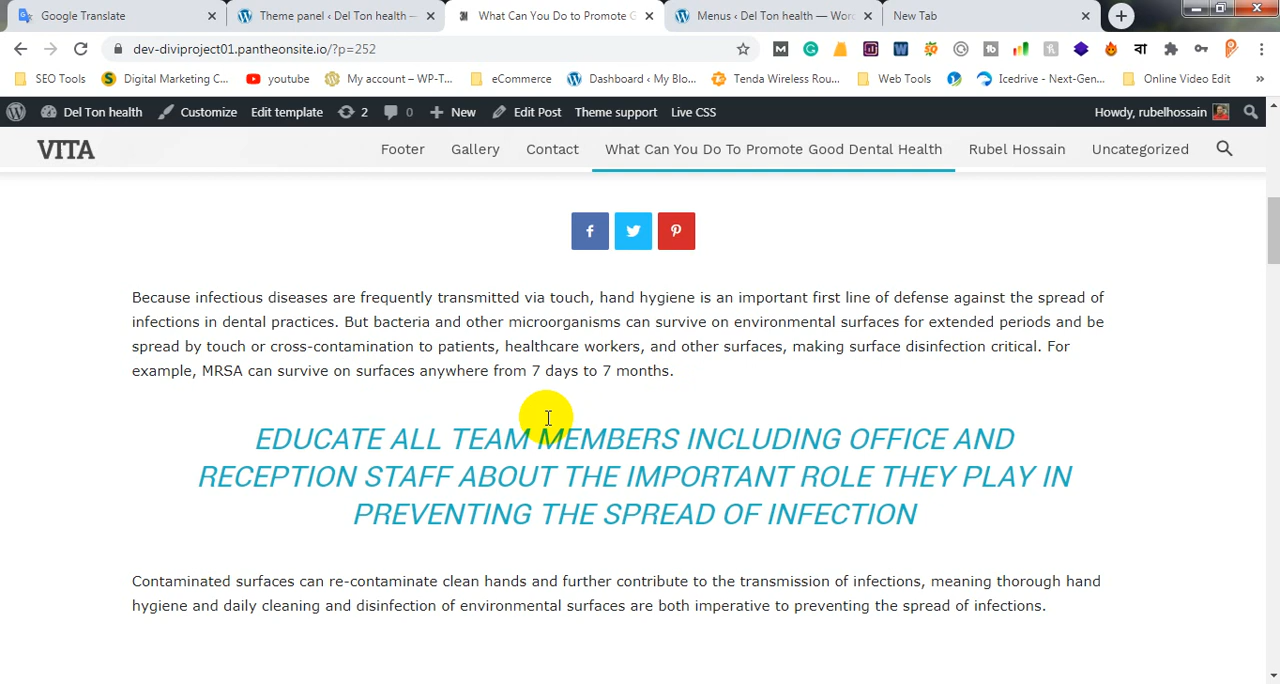 Google Translate
Theme panel ‹ Del Ton health —
What Can You Do to Promote G
Menus ‹ Del Ton health — Wor
New Tab
dev-diviproject01.pantheonsite.io/?p=252
SEO Tools
Digital Marketing C...
youtube
My account – WP-T...
eCommerce
Dashboard ‹ My Blo...
Tenda Wireless Rou...
Web Tools
Icedrive - Next-Gen...
Online Video Edit
Del Ton health
Customize
Edit template
2
0
New
Edit Post
Theme support
Live CSS
Howdy, rubelhossain
VITA
Footer
Gallery
Contact
What Can You Do To Promote Good Dental Health
Rubel Hossain
Uncategorized
Because infectious diseases are frequently transmitted via touch, hand hygiene is an important first line of defense against the spread of
infections in dental practices. But bacteria and other microorganisms can survive on environmental surfaces for extended periods and be
spread by touch or cross-contamination to patients, healthcare workers, and other surfaces, making surface disinfection critical. For
example, MRSA can survive on surfaces anywhere from 7 days to 7 months.
EDUCATE ALL TEAM MEMBERS INCLUDING OFFICE AND
RECEPTION STAFF ABOUT THE IMPORTANT ROLE THEY PLAY IN
PREVENTING THE SPREAD OF INFECTION
Contaminated surfaces can re-contaminate clean hands and further contribute to the transmission of infections, meaning thorough hand
hygiene and daily cleaning and disinfection of environmental surfaces are both imperative to preventing the spread of infections.